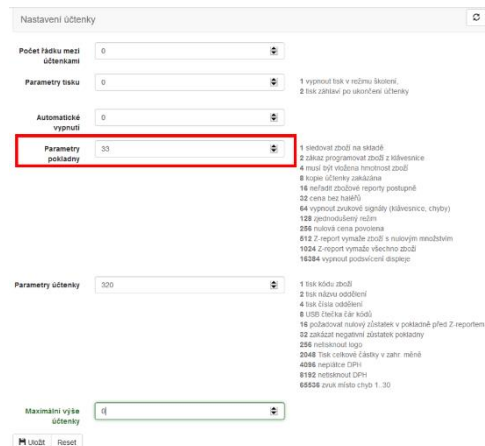 Nastavení účtenky
Počet řádku mezi účtenkami
0
Parametry tisku
0
1 vypnout tisk v režimu školení,
2 tisk záhlaví po ukončení účtenky
Automatické vypnutí
0
Parametry pokladny
33
1 sledovat zboží na skladě
2 zákaz programovat zboží z klávesnice
4 musí být vložena hmotnost zboží
8 kopie účtenky zakázána
16 neřadit zbožové reporty postupně
32 cena bez haléřů
64 vypnout zvukové signály (klávesnice, chyby)
128 zjednodušený režim
256 nulová cena povolena
512 Z-report vymaže zboží s nulovým množstvím
1024 Z-report vymaže všechno zboží
16384 vypnout podsvícení displeje
Parametry účtenky
320
1 tisk kódu zboží
2 tisk názvu oddělení
4 tisk čísla oddělení
8 USB čtečka čár kódů
16 požadovat nulový zůstatek v pokladně před Z-reportem
32 zakázat negativní zůstatek pokladny
256 netisknout logo
2048 Tisk celkové částky v zahr. měně
4096 neplátce DPH
8192 netisknout DPH
65536 zvuk místo chyb 1..30
Maximální výše účtenky
0
Uložit Reset